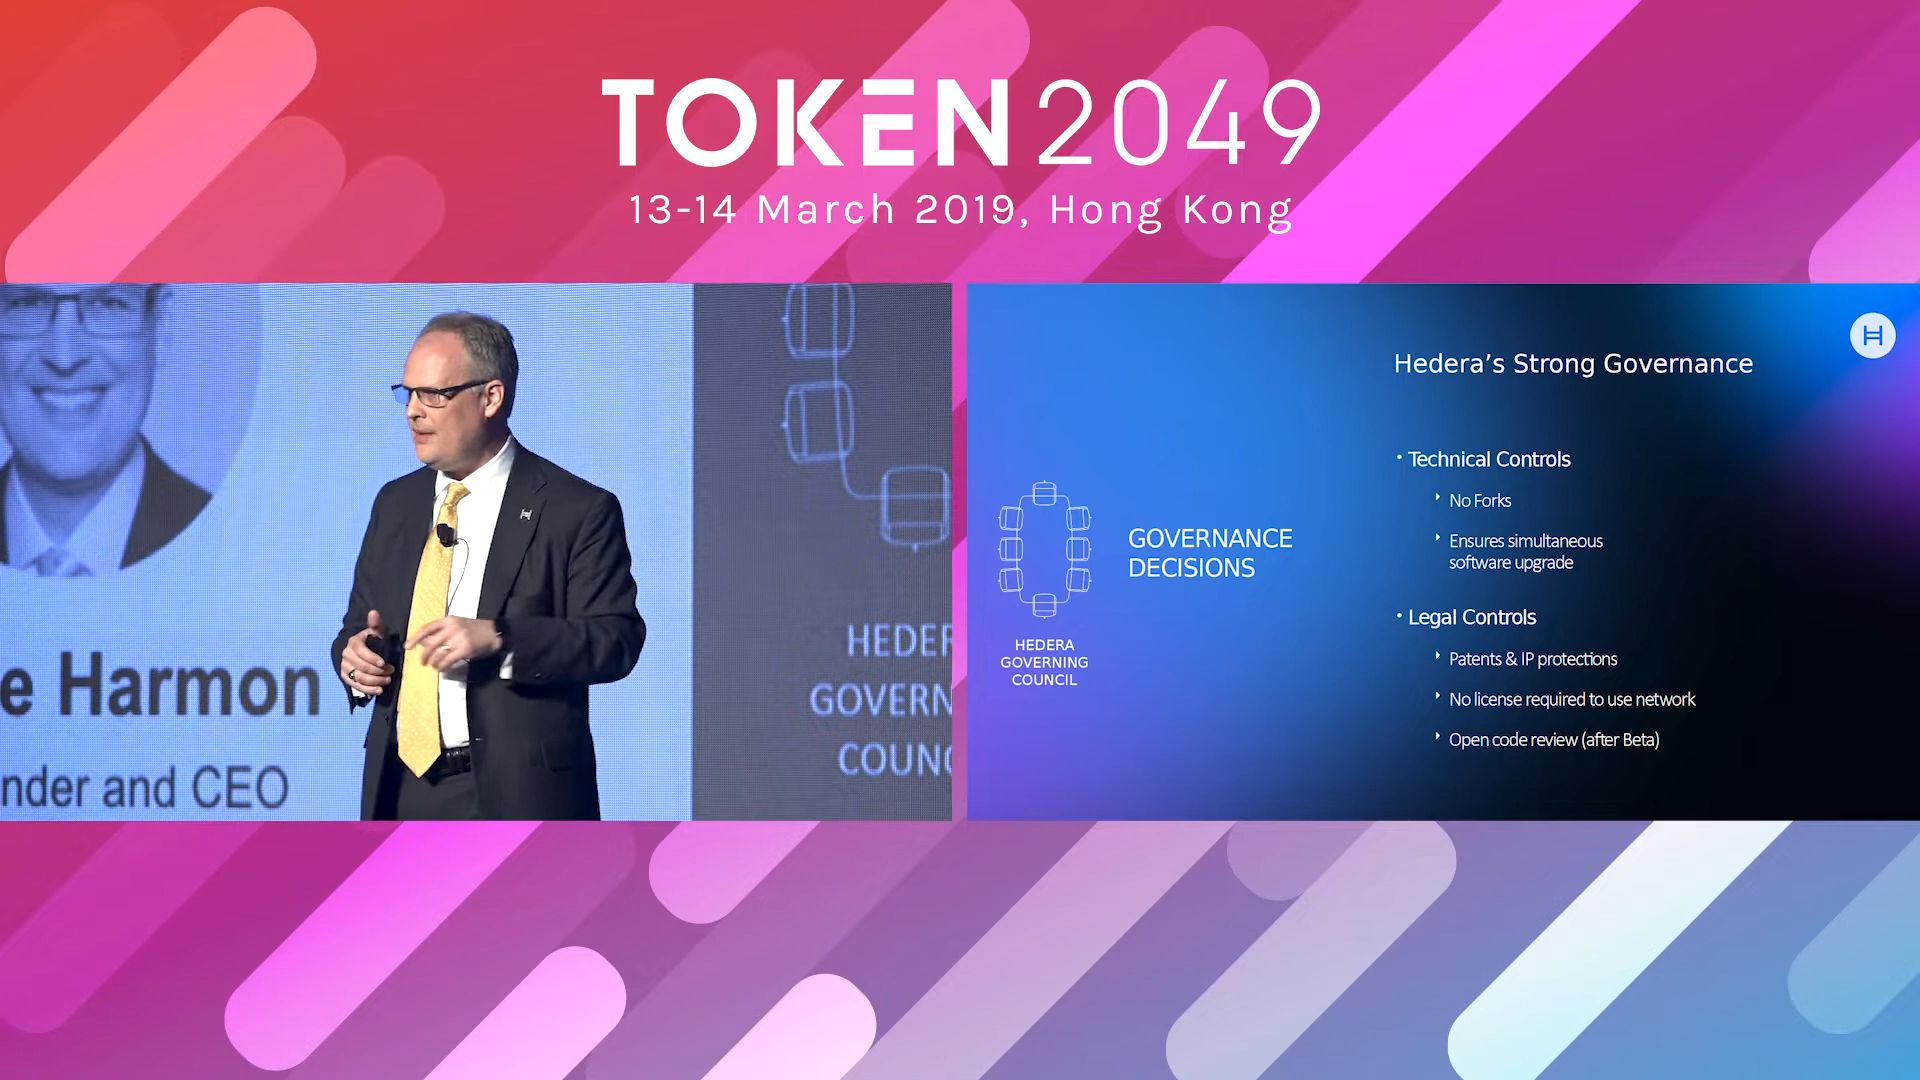 TOKEN2049
13-14 March 2019, Hong Kong
e Harmon
nder and CEO
HEDER
GOVERN
COUNC
H
Hedera’s Strong Governance
• Technical Controls
‣ No Forks
‣ Ensures simultaneous
software upgrade
• Legal Controls
‣ Patents & IP protections
‣ No license required to use network
‣ Open code review (after Beta)
GOVERNANCE
DECISIONS
HEDERA
GOVERNING
COUNCIL